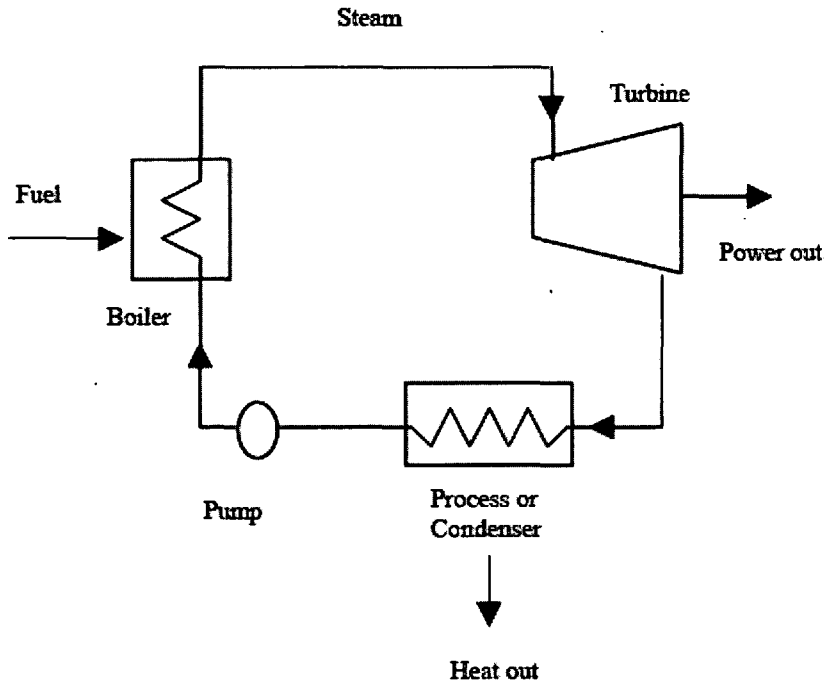 Steam
Turbine
Fuel
Power out
Boiler
Process or
Condenser
Pump
Heat out